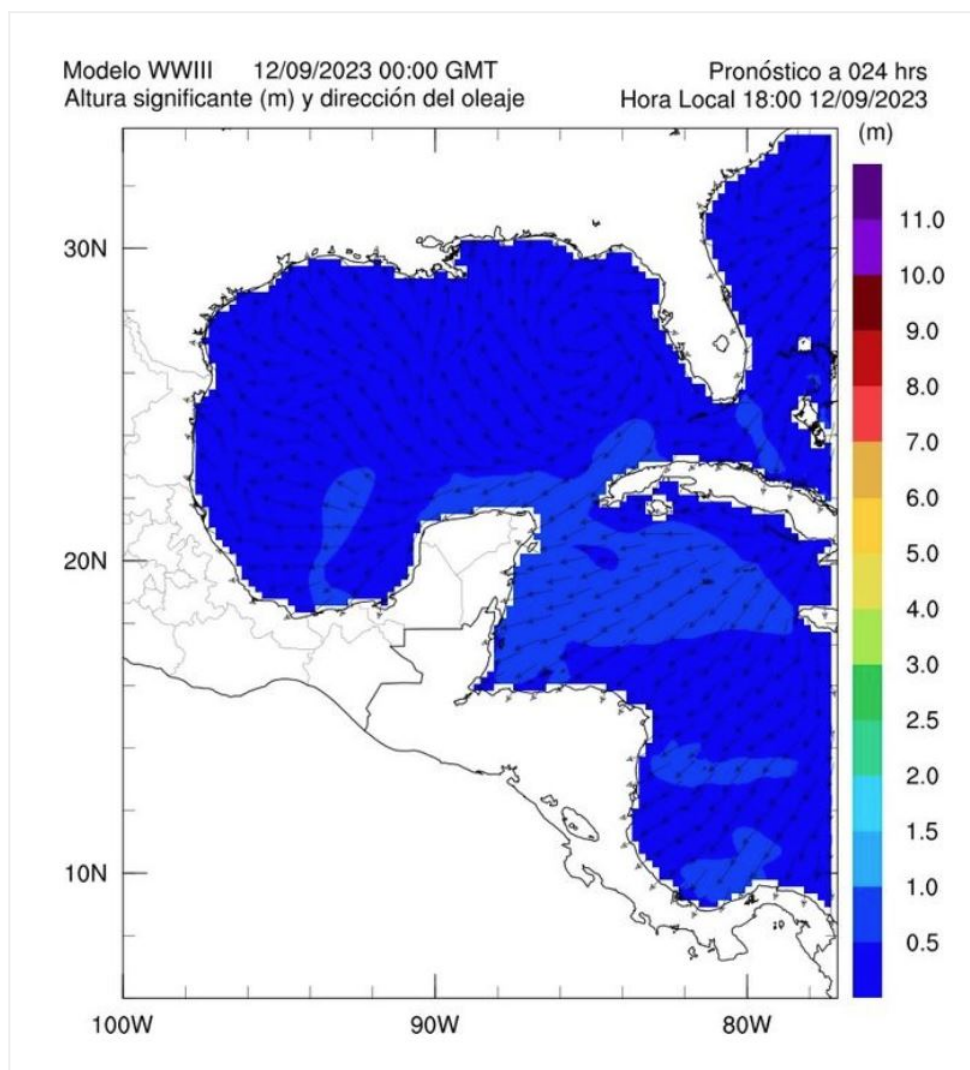 Modelo WWIII 12/09/2023 00:00 GMT Pronóstico a 024 hrs
Altura significante (m) y dirección del oleaje Hora Local 18:00 12/09/2023
(m)
11.0
10.0
9.0
8.0
7.0
6.0
5.0
4.0
3.0
2.5
2.0
1.5
1.0
0.5
30N
20N
10N
100W 90W 80W